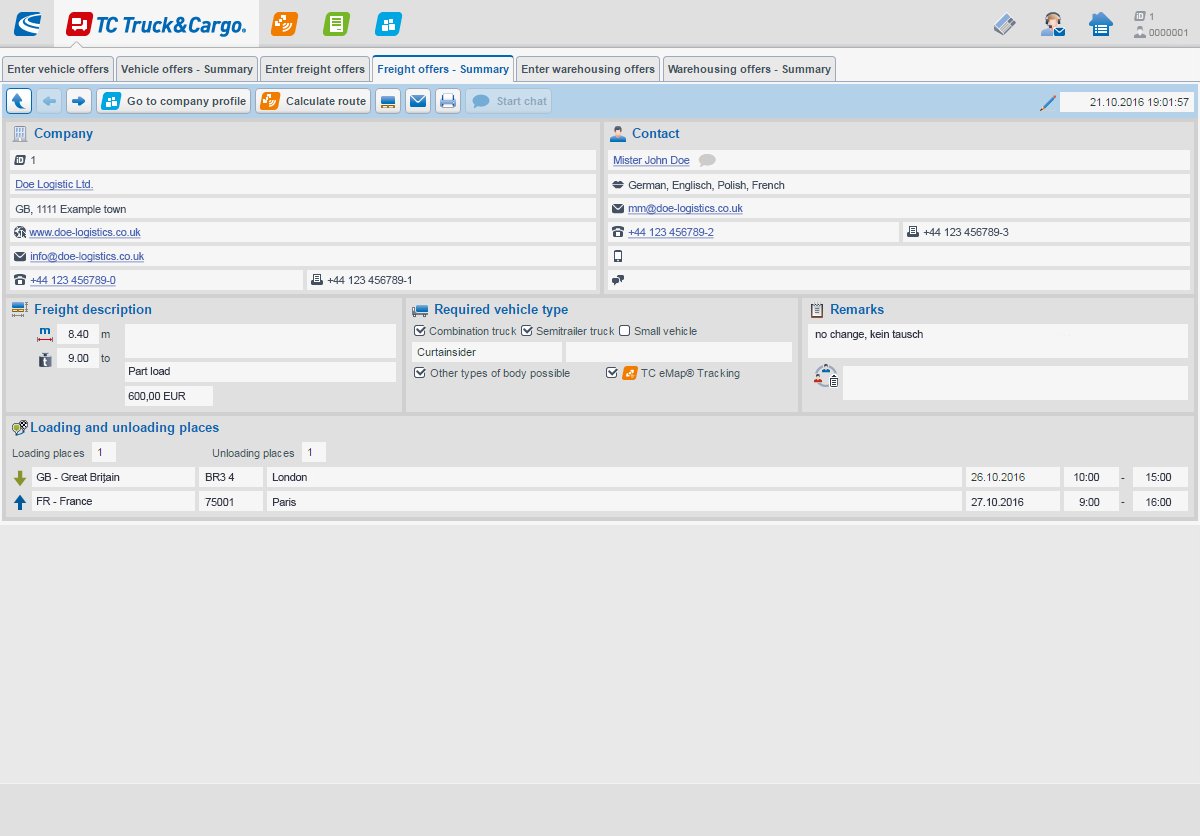 TC Truck&Cargo.
iD 1
0000001
Enter vehicle offers Vehicle offers - Summary Enter freight offers Freight offers - Summary Enter warehousing offers Warehousing offers - Summary
Go to company profile Calculate route Start chat 21.10.2016 19:01:57
Company
iD 1
Doe Logistic Ltd.
GB, 1111 Example town
www.doe-logistics.co.uk
info@doe-logistics.co.uk
+44 123 456789-0 +44 123 456789-1
Contact
Mister John Doe
German, Englisch, Polish, French
mm@doe-logistics.co.uk
+44 123 456789-2 +44 123 456789-3
Freight description
m 8.40 m
t 9.00 to
Part load
600,00 EUR
Required vehicle type
Combination truck Semitrailer truck Small vehicle
Curtainsider
Other types of body possible TC eMap® Tracking
Remarks
no change, kein tausch
Loading and unloading places
Loading places 1 Unloading places 1
GB - Great Britain BR3 4 London 26.10.2016 10:00 - 15:00
FR - France 75001 Paris 27.10.2016 9:00 - 16:00